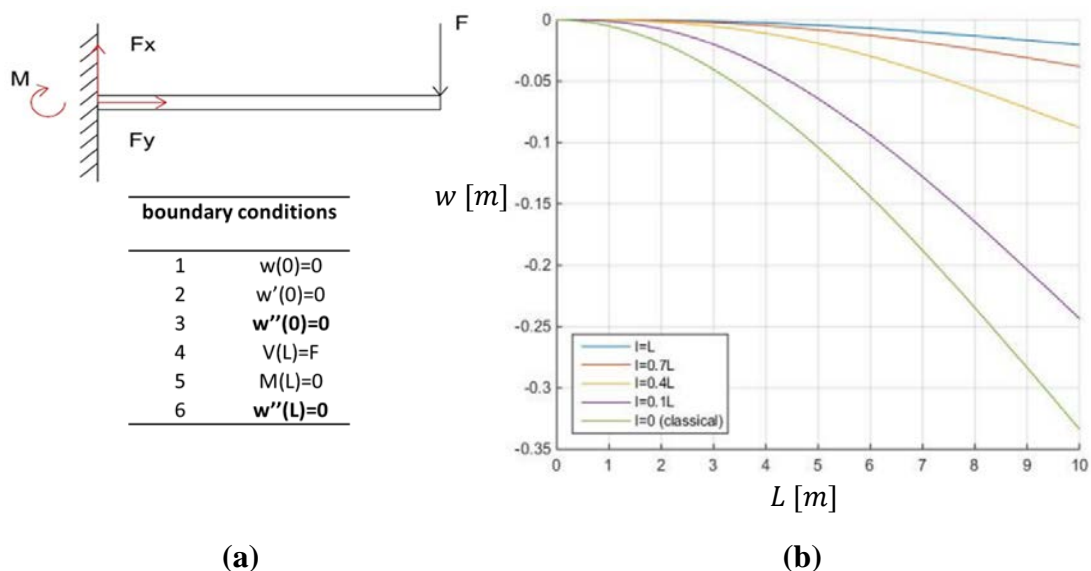 F
Fx
M
Fy
boundary conditions
1 w(0)=0
2 w'(0)=0
3 w''(0)=0
4 V(L)=F
5 M(L)=0
6 w''(L)=0
(a)
0
-0.05
-0.1
-0.15
-0.2
-0.25
-0.3
-0.35
w [m]
l=L
l=0.7L
l=0.4L
l=0.1L
l=0 (classical)
0 1 2 3 4 5 6 7 8 9 10
L [m]
(b)